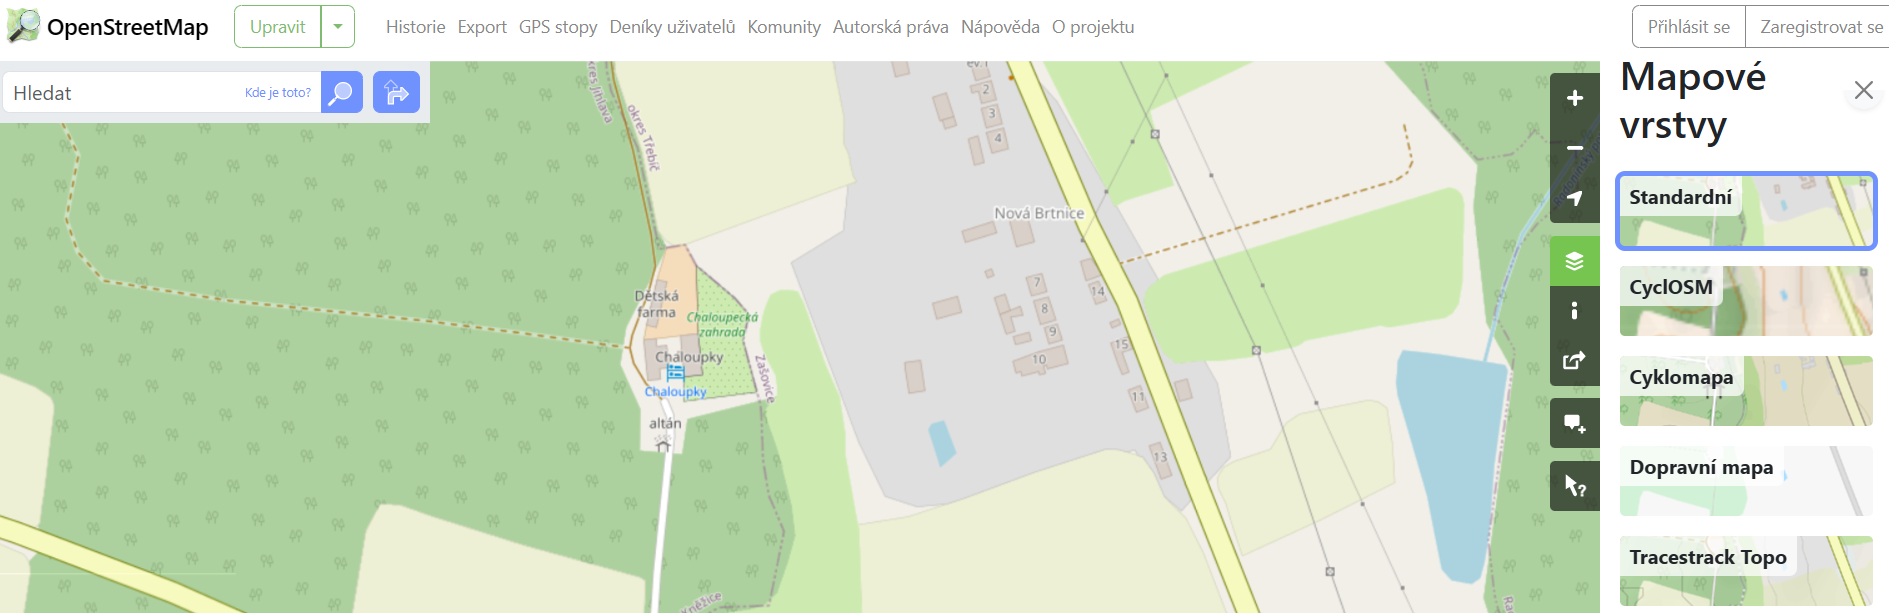 OpenStreetMap
Upravit
Historie Export GPS stopy Deníky uživatelů Komunity Autorská práva Nápověda O projektu
Přihlásit se
Zaregistrovat se
Hledat
Kde je toto?
Mapové
vrstvy
Standardní
CyclOSM
Cyklomapa
Dopravní mapa
Tracestrack Topo
okres Jihlava
okres Třebíč
ev.1
2
3
4
Nová Brtnice
7
8
9
10
14
15
11
13
Dětská
farma
Chaloupecká
zahrada
Chaloupky
Chaloupky
altán
Zašovice
Kněžice